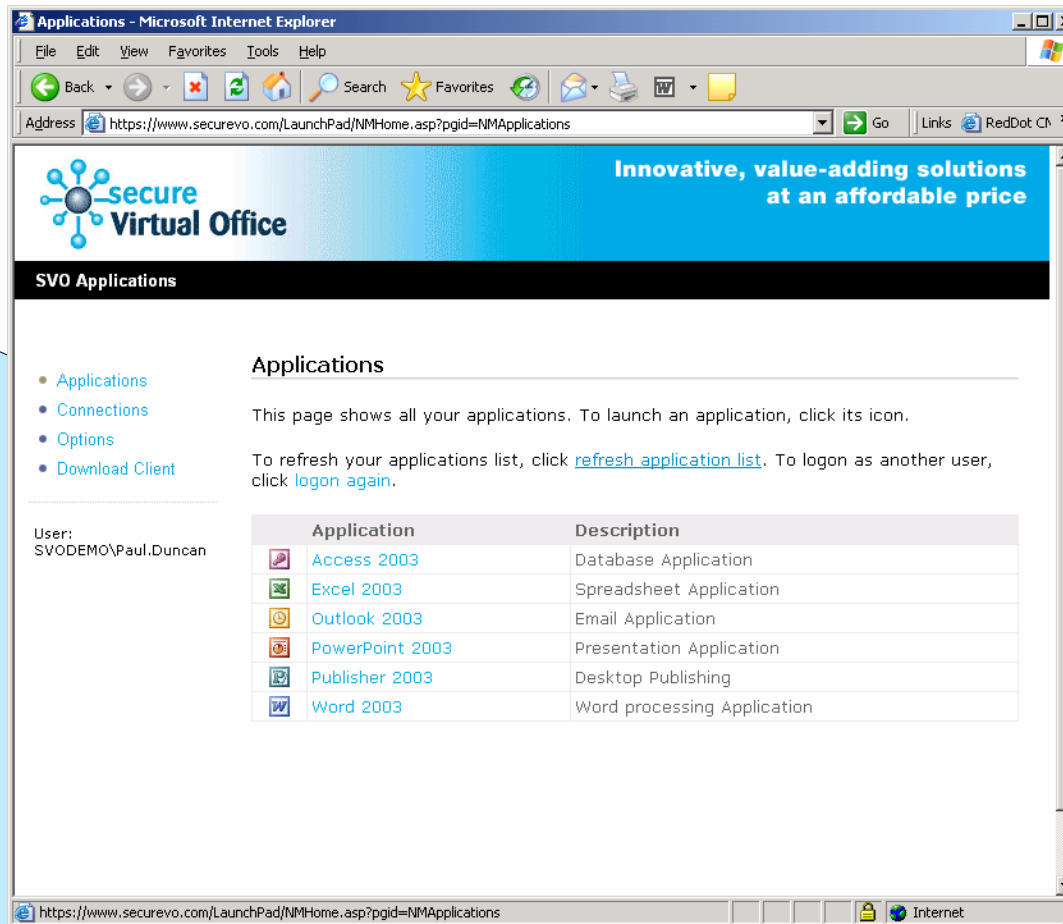 Applications - Microsoft Internet Explorer
File Edit View Favorites Tools Help
Back Search Favorites
Address https://www.securevo.com/LaunchPad/NMHome.asp?pgid=NMApplications Go Links RedDot
secure
Virtual Office
Innovative, value-adding solutions
at an affordable price
SVO Applications
Applications
Connections
Options
Download Client
User:
SVODEMO\Paul.Duncan
Applications
This page shows all your applications. To launch an application, click its icon.
To refresh your applications list, click refresh application list. To logon as another user,
click logon again.
Application Description
Access 2003 Database Application
Excel 2003 Spreadsheet Application
Outlook 2003 Email Application
PowerPoint 2003 Presentation Application
Publisher 2003 Desktop Publishing
Word 2003 Word processing Application
https://www.securevo.com/LaunchPad/NMHome.asp?pgid=NMApplications Internet